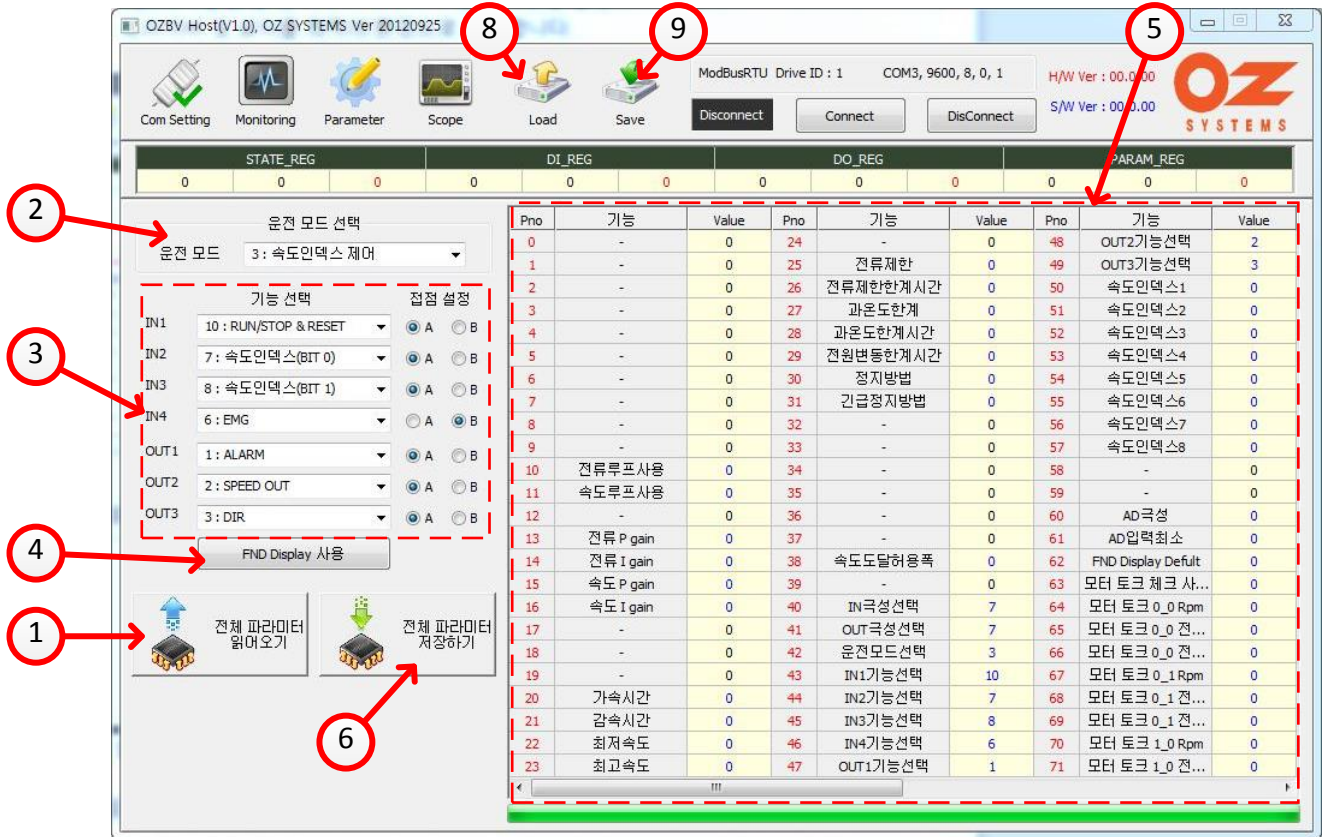 OZBV Host(V1.0), OZ SYSTEMS Ver 20120925
8
9
5
Com Setting
Monitoring
Parameter
Scope
Load
Save
ModBusRTU Drive ID : 1 COM3, 9600, 8, 0, 1
Disconnect
Connect
DisConnect
H/W Ver : 00.0.00
S/W Ver : 00.0.00
OZ
SYSTEMS
STATE_REG DI_REG DO_REG PARAM_REG
0 0 0 0 0 0 0 0 0 0 0 0
2
운전 모드 선택
운전 모드 3 : 속도인덱스 제어
3
기능 선택 접점 설정
IN1 10 : RUN/STOP & RESET A B
IN2 7 : 속도인덱스(BIT 0) A B
IN3 8 : 속도인덱스(BIT 1) A B
IN4 6 : EMG A B
OUT1 1 : ALARM A B
OUT2 2 : SPEED OUT A B
OUT3 3 : DIR A B
4
FND Display 사용
1
전체 파라미터
읽어오기
전체 파라미터
저장하기
6
Pno 기능 Value Pno 기능 Value Pno 기능 Value
0 - 0 24 - 0 48 OUT2기능선택 2
1 - 0 25 전류제한 0 49 OUT3기능선택 3
2 - 0 26 전류제한한계시간 0 50 속도인덱스1 0
3 - 0 27 과온도한계 0 51 속도인덱스2 0
4 - 0 28 과온도한계시간 0 52 속도인덱스3 0
5 - 0 29 전원변동한계시간 0 53 속도인덱스4 0
6 - 0 30 정지방법 0 54 속도인덱스5 0
7 - 0 31 긴급정지방법 0 55 속도인덱스6 0
8 - 0 32 - 0 56 속도인덱스7 0
9 - 0 33 - 0 57 속도인덱스8 0
10 전류루프사용 0 34 - 0 58 - 0
11 속도루프사용 0 35 - 0 59 - 0
12 - 0 36 - 0 60 AD극성 0
13 전류 P gain 0 37 - 0 61 AD입력최소 0
14 전류 I gain 0 38 속도도달허용폭 0 62 FND Display Defult 0
15 속도 P gain 0 39 - 0 63 모터 토크 체크 사... 0
16 속도 I gain 0 40 IN극성선택 7 64 모터 토크 0_0 Rpm 0
17 - 0 41 OUT극성선택 7 65 모터 토크 0_0 전... 0
18 - 0 42 운전모드선택 3 66 모터 토크 0_0 전... 0
19 - 0 43 IN1기능선택 10 67 모터 토크 0_1 Rpm 0
20 가속시간 0 44 IN2기능선택 7 68 모터 토크 0_1 전... 0
21 감속시간 0 45 IN3기능선택 8 69 모터 토크 0_1 전... 0
22 최저속도 0 46 IN4기능선택 6 70 모터 토크 1_0 Rpm 0
23 최고속도 0 47 OUT1기능선택 1 71 모터 토크 1_0 전... 0